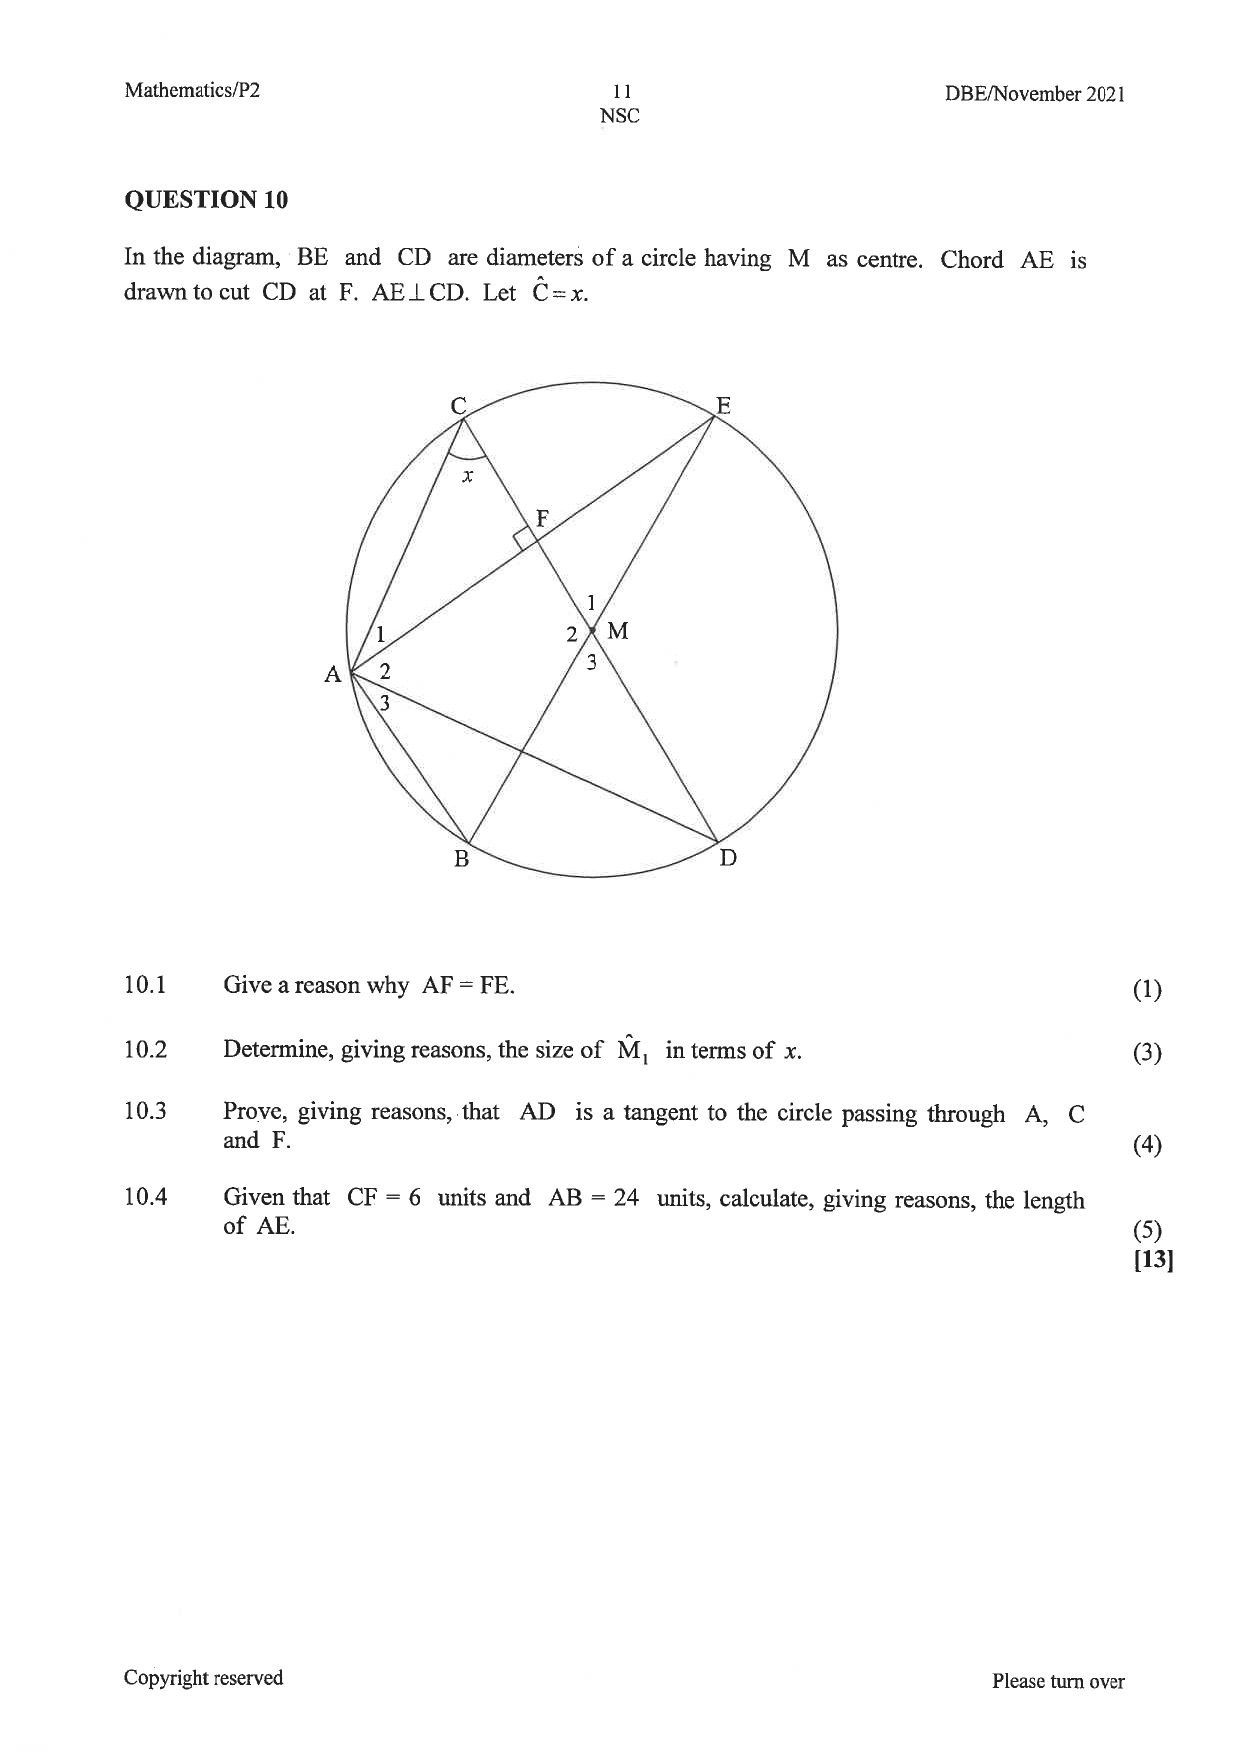 Mathematics/P2 11 DBE/November 2021
NSC
QUESTION 10
In the diagram, BE and CD are diameters of a circle having M as centre. Chord AE is
drawn to cut CD at F. AE⊥CD. Let Ĉ = x.
C E
x
F
1
1 2 M
A 2 3
3
B D
10.1 Give a reason why AF = FE. (1)
10.2 Determine, giving reasons, the size of M̂₁ in terms of x. (3)
10.3 Prove, giving reasons, that AD is a tangent to the circle passing through A, C
and F. (4)
10.4 Given that CF = 6 units and AB = 24 units, calculate, giving reasons, the length
of AE. (5)
[13]
Copyright reserved Please turn over